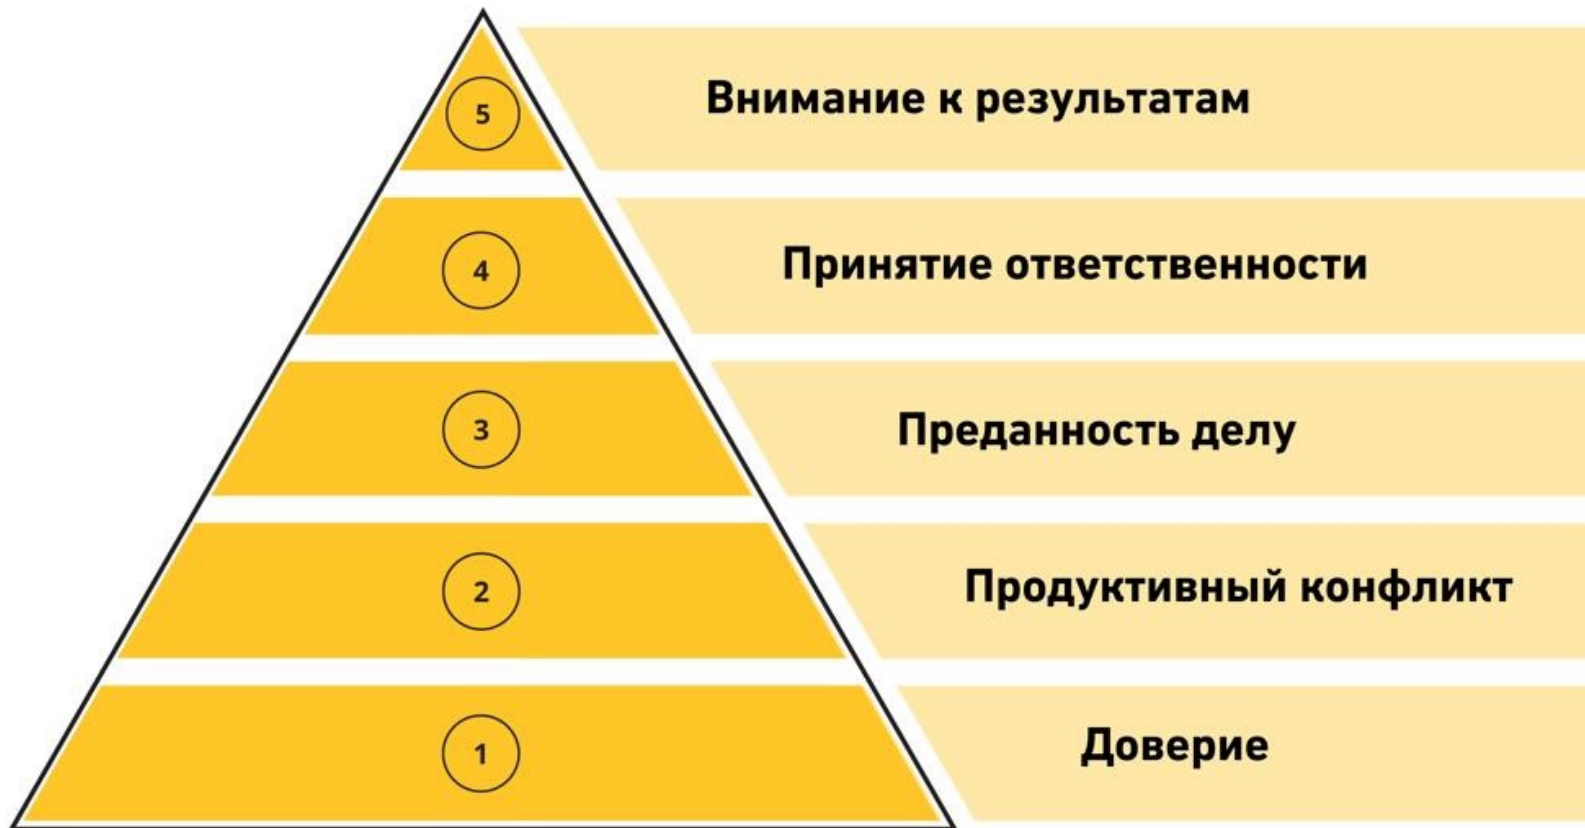 5 Внимание к результатам
4 Принятие ответственности
3 Преданность делу
2 Продуктивный конфликт
1 Доверие